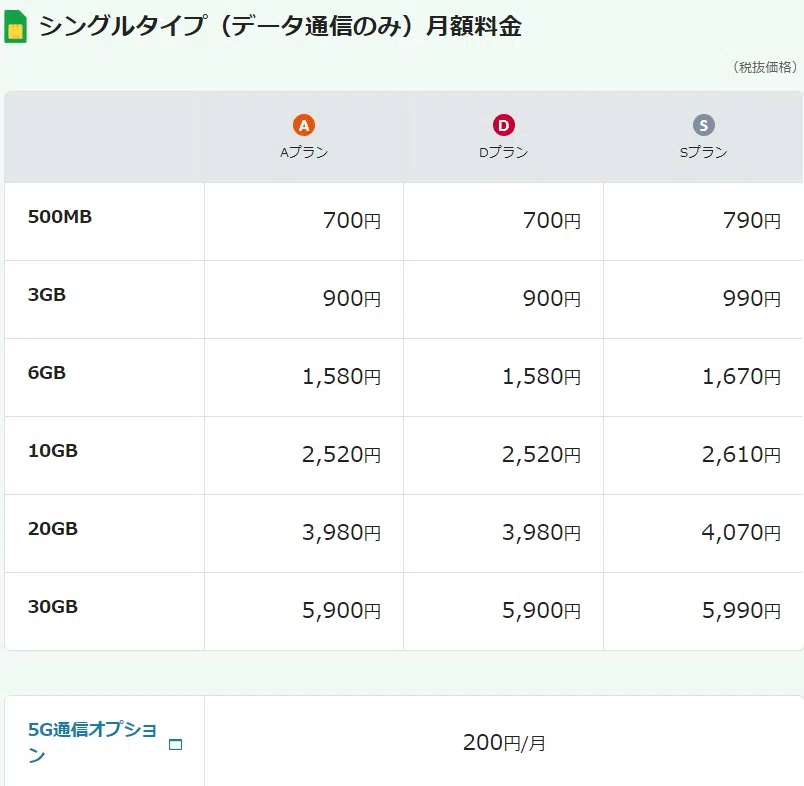 シングルタイプ（データ通信のみ）月額料金
（税抜価格）
A D S
Aプラン Dプラン Sプラン
500MB 700円 700円 790円
3GB 900円 900円 990円
6GB 1,580円 1,580円 1,670円
10GB 2,520円 2,520円 2,610円
20GB 3,980円 3,980円 4,070円
30GB 5,900円 5,900円 5,990円
5G通信オプショ
ン
200円/月